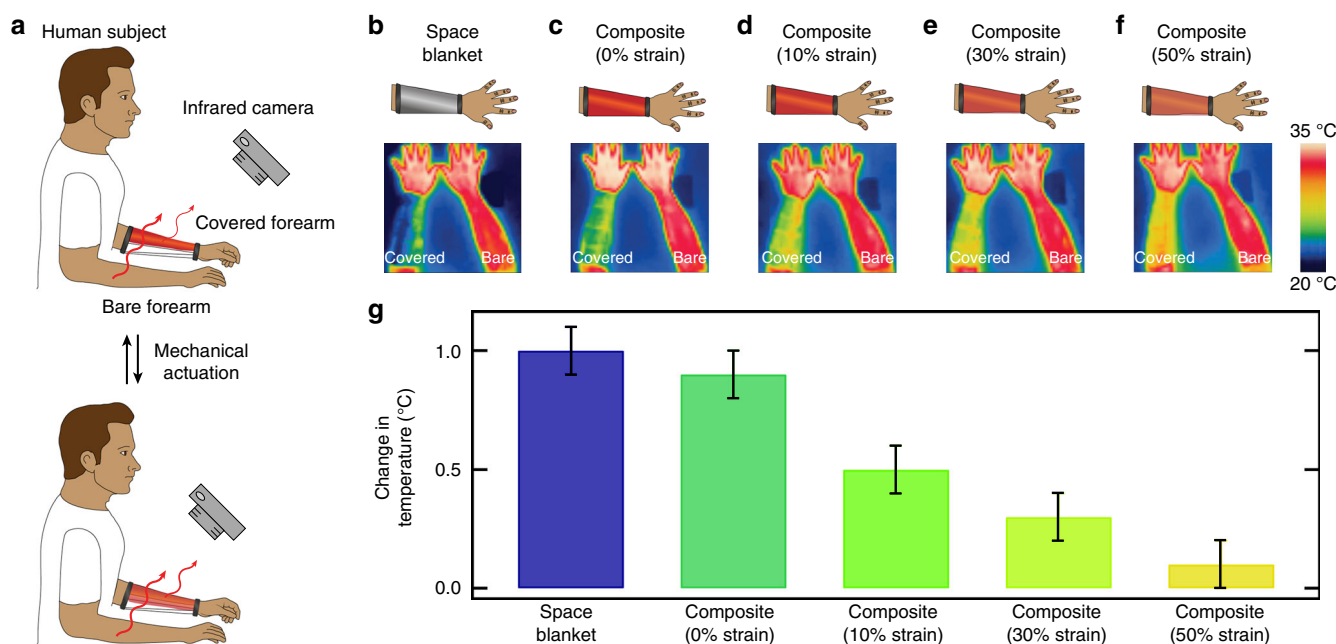 a
Human subject
Infrared camera
Covered forearm
Bare forearm
Mechanical
actuation
b
Space
blanket
c
Composite
(0% strain)
d
Composite
(10% strain)
e
Composite
(30% strain)
f
Composite
(50% strain)
Covered
Bare
Covered
Bare
Covered
Bare
Covered
Bare
Covered
Bare
35 °C
20 °C
g
Change in
temperature (°C)
1.0
0.5
0.0
Space
blanket
Composite
(0% strain)
Composite
(10% strain)
Composite
(30% strain)
Composite
(50% strain)